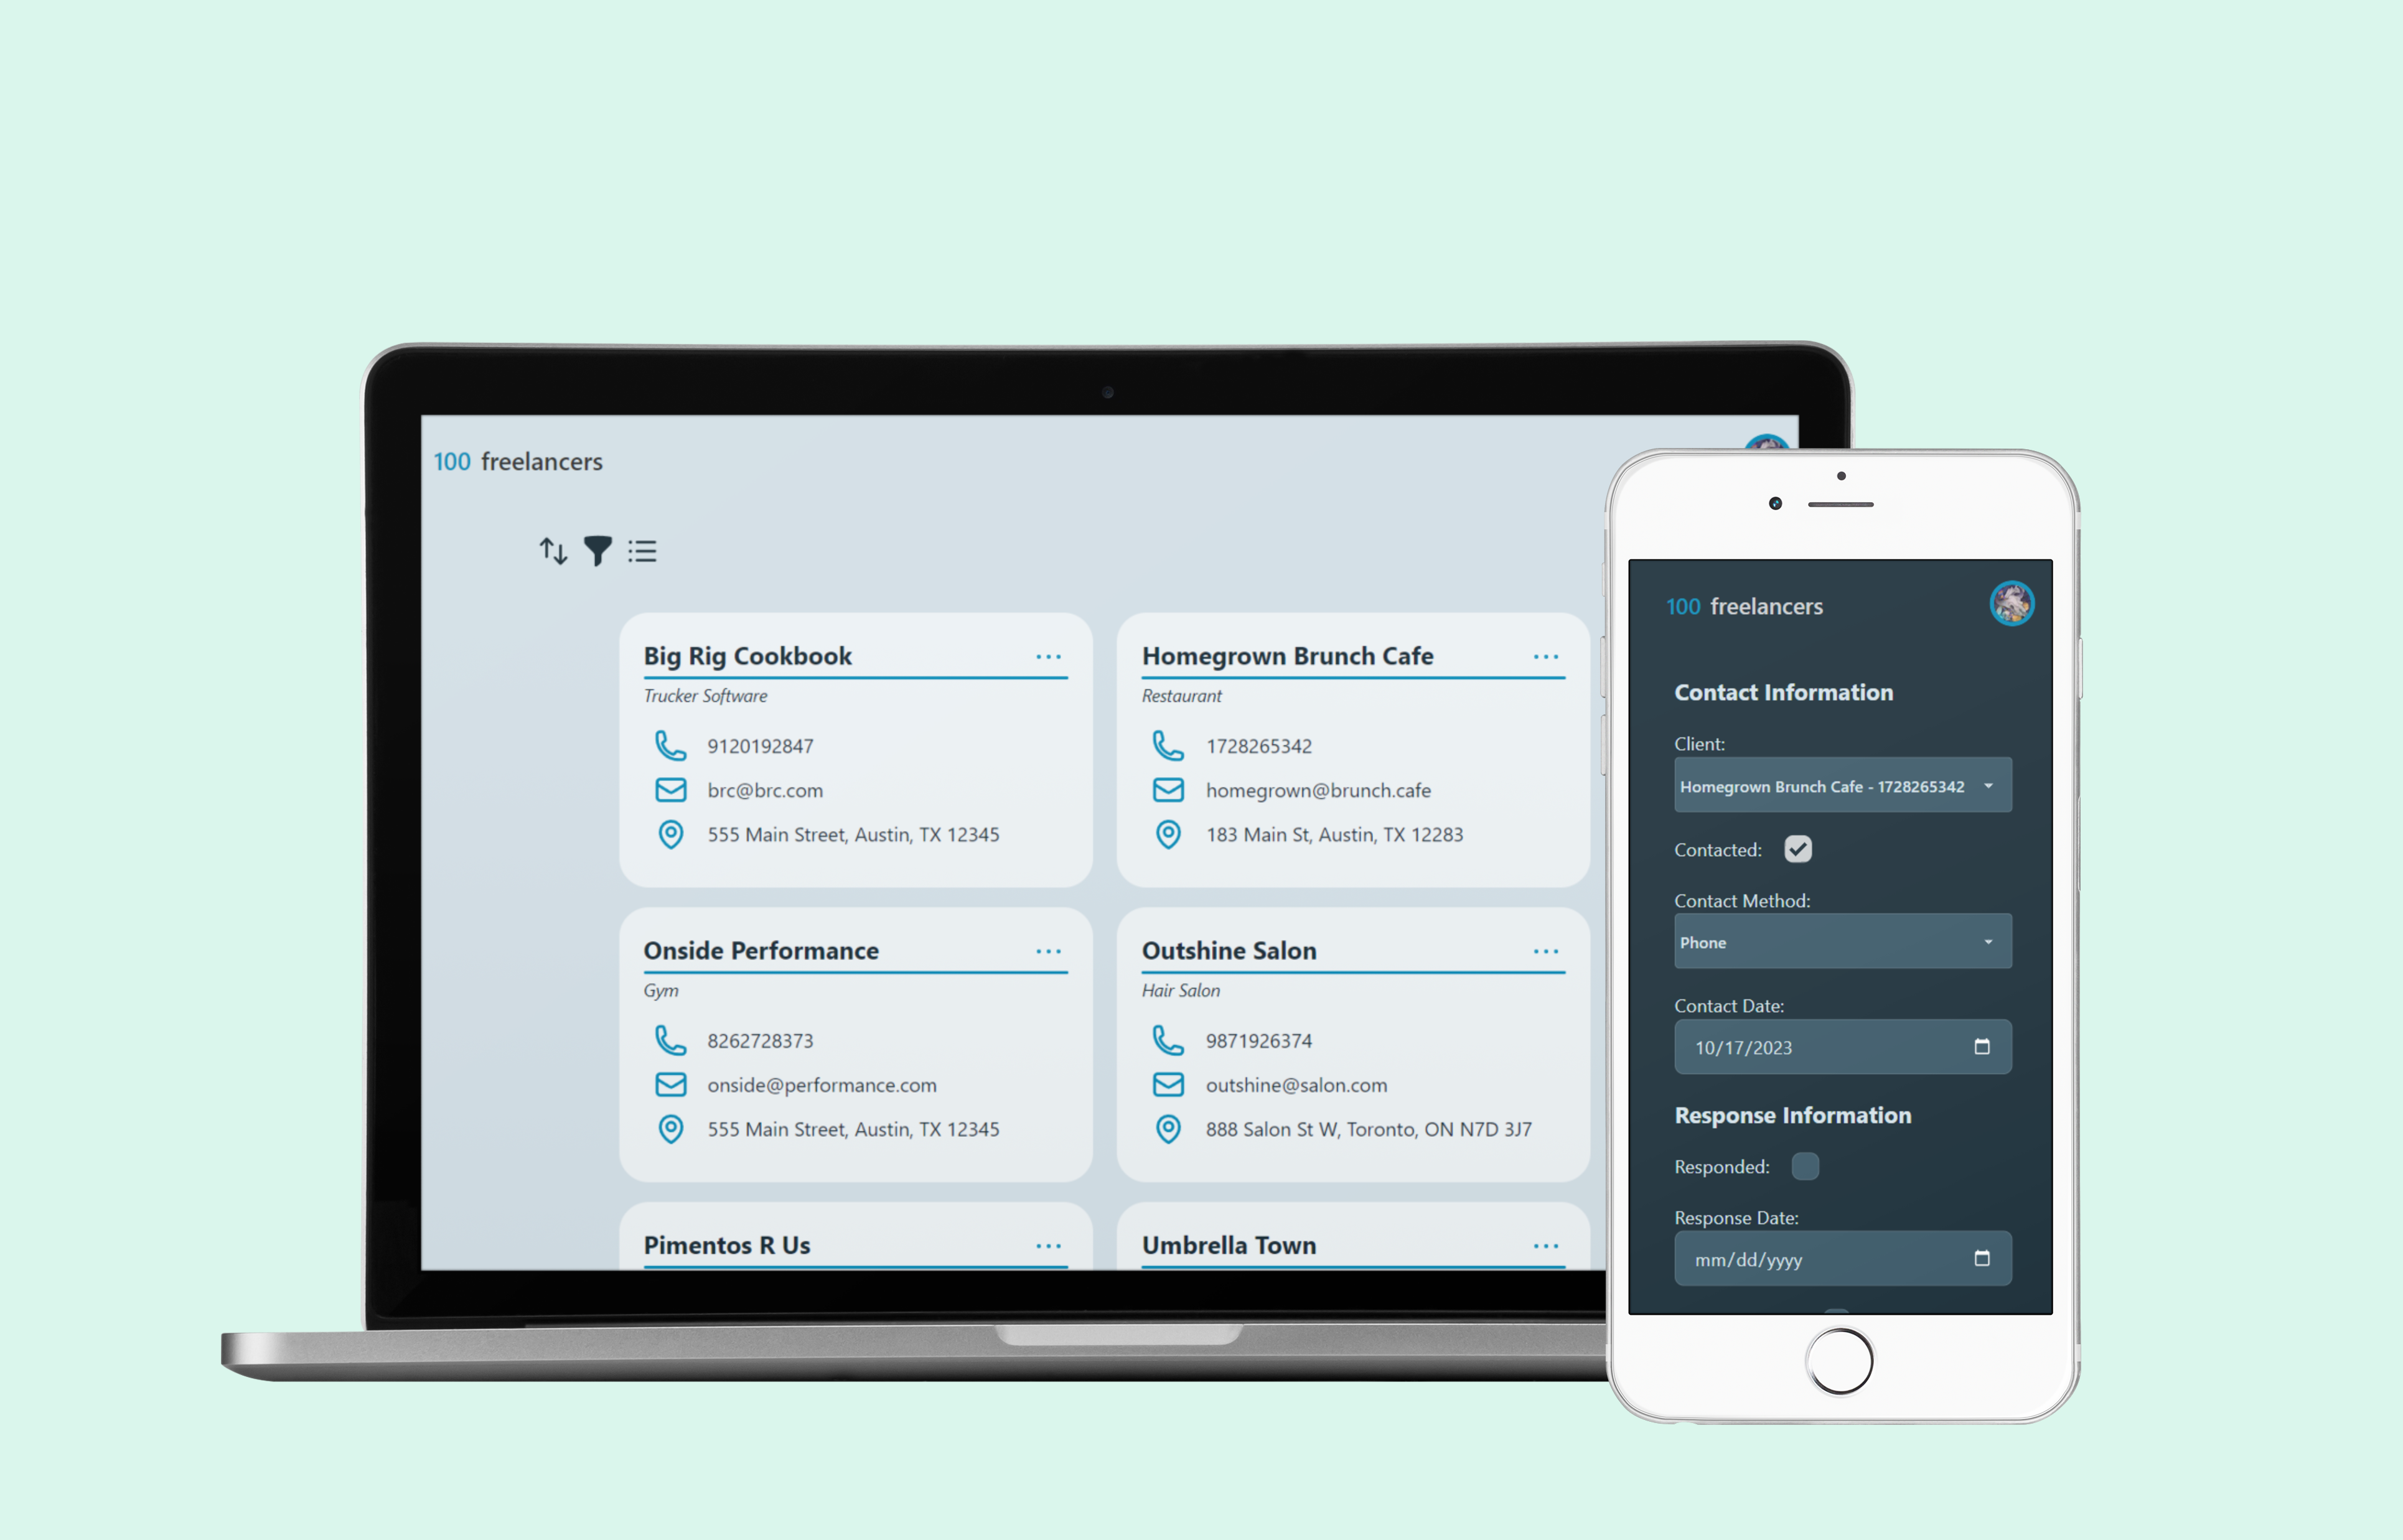 100 freelancers
Big Rig Cookbook
Trucker Software
9120192847
brc@brc.com
555 Main Street, Austin, TX 12345
Homegrown Brunch Cafe
Restaurant
1728265342
homegrown@brunch.cafe
183 Main St, Austin, TX 12283
Onside Performance
Gym
8262728373
onside@performance.com
555 Main Street, Austin, TX 12345
Outshine Salon
Hair Salon
9871926374
outshine@salon.com
888 Salon St W, Toronto, ON N7D 3J7
Pimentos R Us
Umbrella Town
100 freelancers
Contact Information
Client:
Homegrown Brunch Cafe - 1728265342
Contacted:
Contact Method:
Phone
Contact Date:
10/17/2023
Response Information
Responded:
Response Date:
mm/dd/yyyy